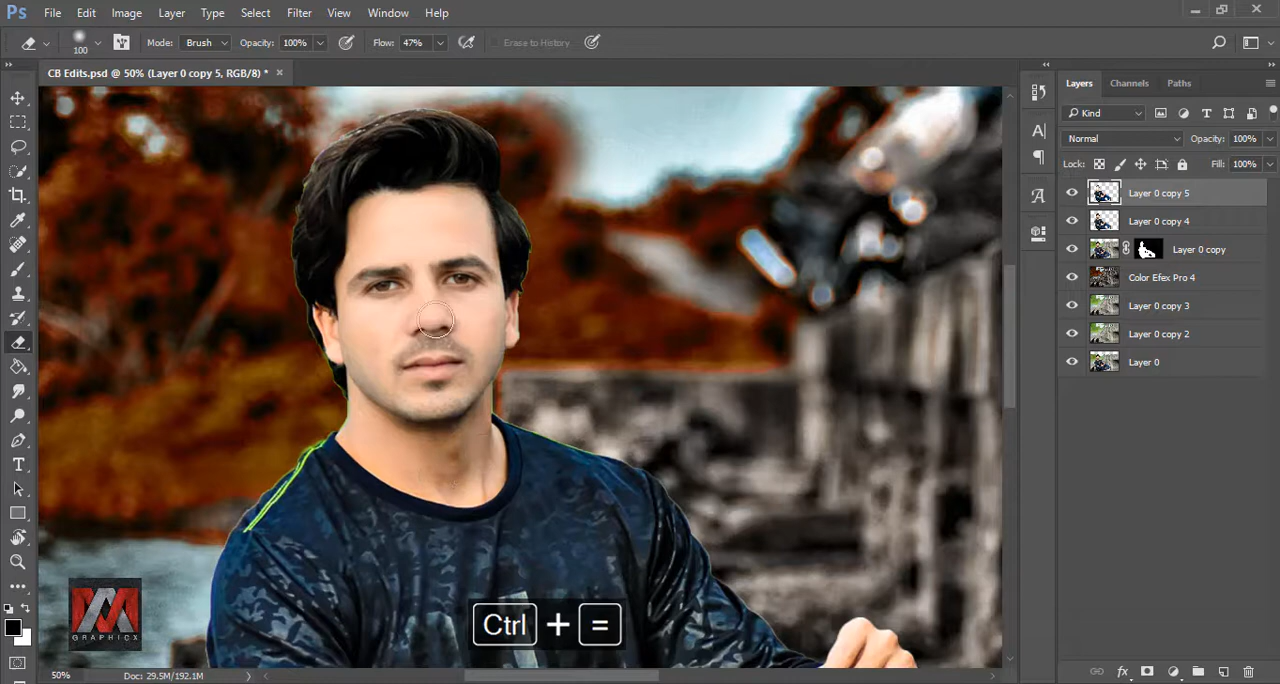 Ps File Edit Image Layer Type Select Filter View Window Help
100 Mode: Brush Opacity: 100% Flow: 47% Erase to History
CB Edits.psd @ 50% (Layer 0 copy 5, RGB/8) * ×
Layers Channels Paths
Kind
Normal Opacity: 100%
Lock: Fill: 100%
Layer 0 copy 5
Layer 0 copy 4
Layer 0 copy
Color Efex Pro 4
Layer 0 copy 3
Layer 0 copy 2
Layer 0
GRAPHICX
Ctrl + =
50% Doc: 29.5M/192.1M